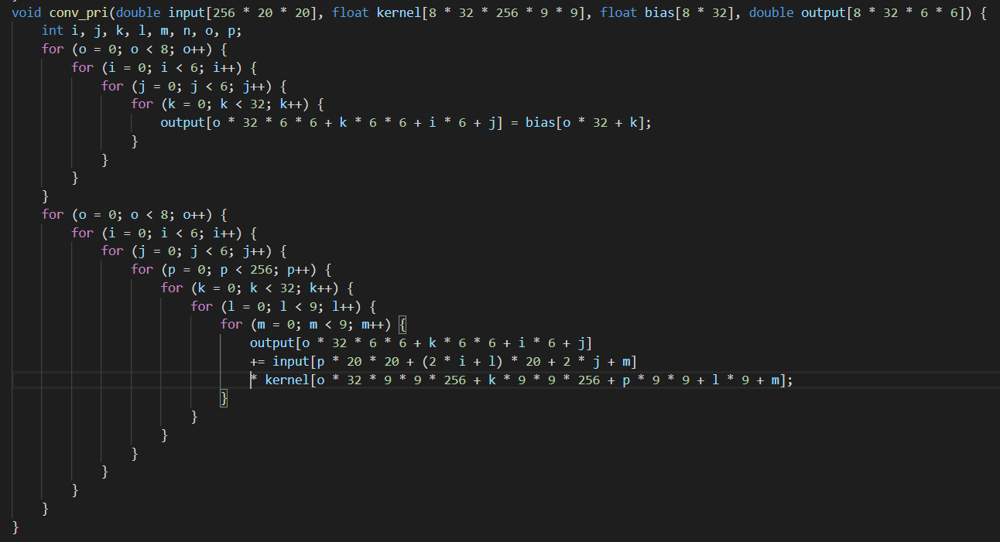 void conv_pri(double input[256 * 20 * 20], float kernel[8 * 32 * 256 * 9 * 9], float bias[8 * 32], double output[8 * 32 * 6 * 6]) {
    int i, j, k, l, m, n, o, p;
    for (o = 0; o < 8; o++) {
        for (i = 0; i < 6; i++) {
            for (j = 0; j < 6; j++) {
                for (k = 0; k < 32; k++) {
                    output[o * 32 * 6 * 6 + k * 6 * 6 + i * 6 + j] = bias[o * 32 + k];
                }
            }
        }
    }
    for (o = 0; o < 8; o++) {
        for (i = 0; i < 6; i++) {
            for (j = 0; j < 6; j++) {
                for (p = 0; p < 256; p++) {
                    for (k = 0; k < 32; k++) {
                        for (l = 0; l < 9; l++) {
                            for (m = 0; m < 9; m++) {
                                output[o * 32 * 6 * 6 + k * 6 * 6 + i * 6 + j]
                                += input[p * 20 * 20 + (2 * i + l) * 20 + 2 * j + m]
                                * kernel[o * 32 * 9 * 9 * 256 + k * 9 * 9 * 256 + p * 9 * 9 + l * 9 + m];
                            }
                        }
                    }
                }
            }
        }
    }
}